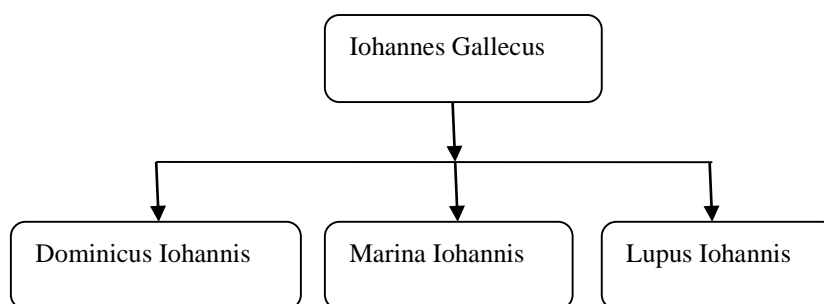 Iohannes Gallecus
Dominicus Iohannis
Marina Iohannis
Lupus Iohannis